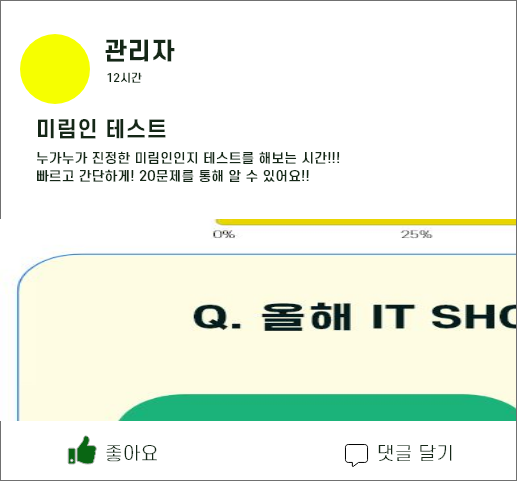 관리자
12시간
미림인 테스트
누가누가 진정한 미림인인지 테스트를 해보는 시간!!!
빠르고 간단하게! 20문제를 통해 알 수 있어요!!
0% 25%
Q. 올해 IT SHO
좋아요 댓글 달기